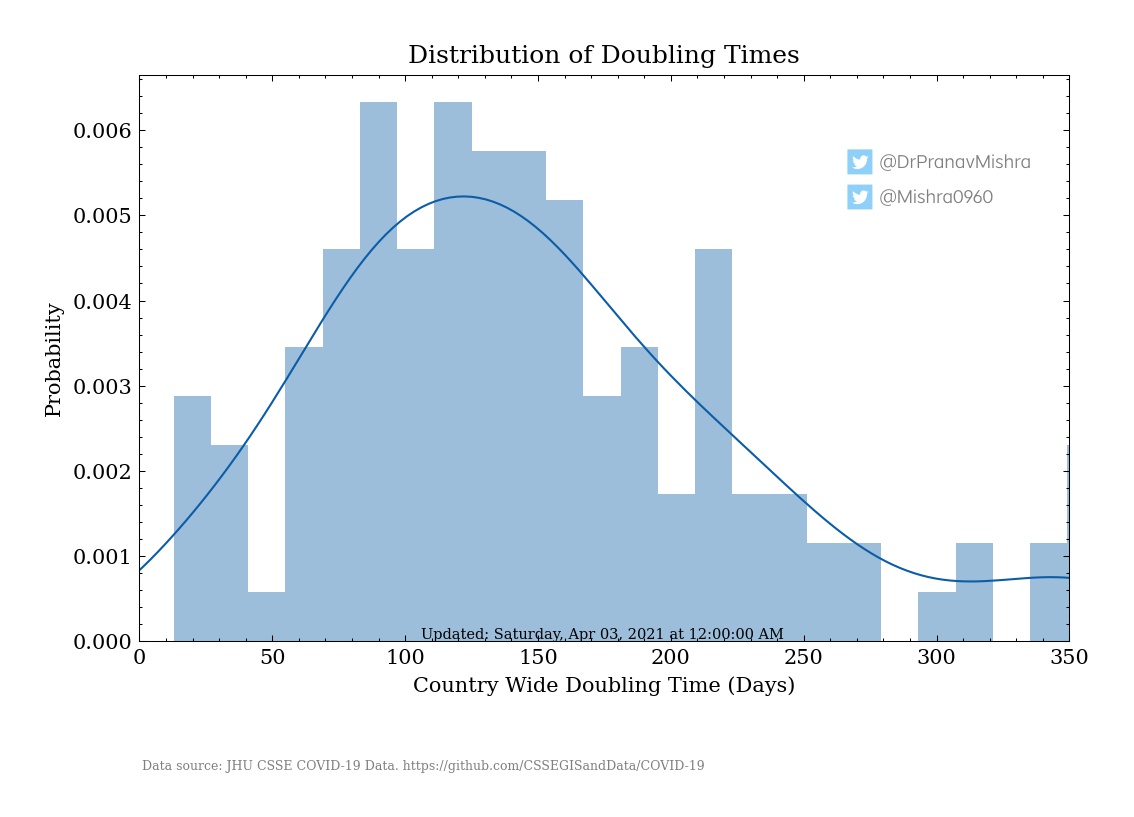 Distribution of Doubling Times
0.006
0.005
0.004
0.003
0.002
0.001
0.000
Probability
@DrPranavMishra
@Mishra0960
Updated: Saturday, Apr 03, 2021 at 12:00:00 AM
0 50 100 150 200 250 300 350
Country Wide Doubling Time (Days)
Data source: JHU CSSE COVID-19 Data. https://github.com/CSSEGISandData/COVID-19